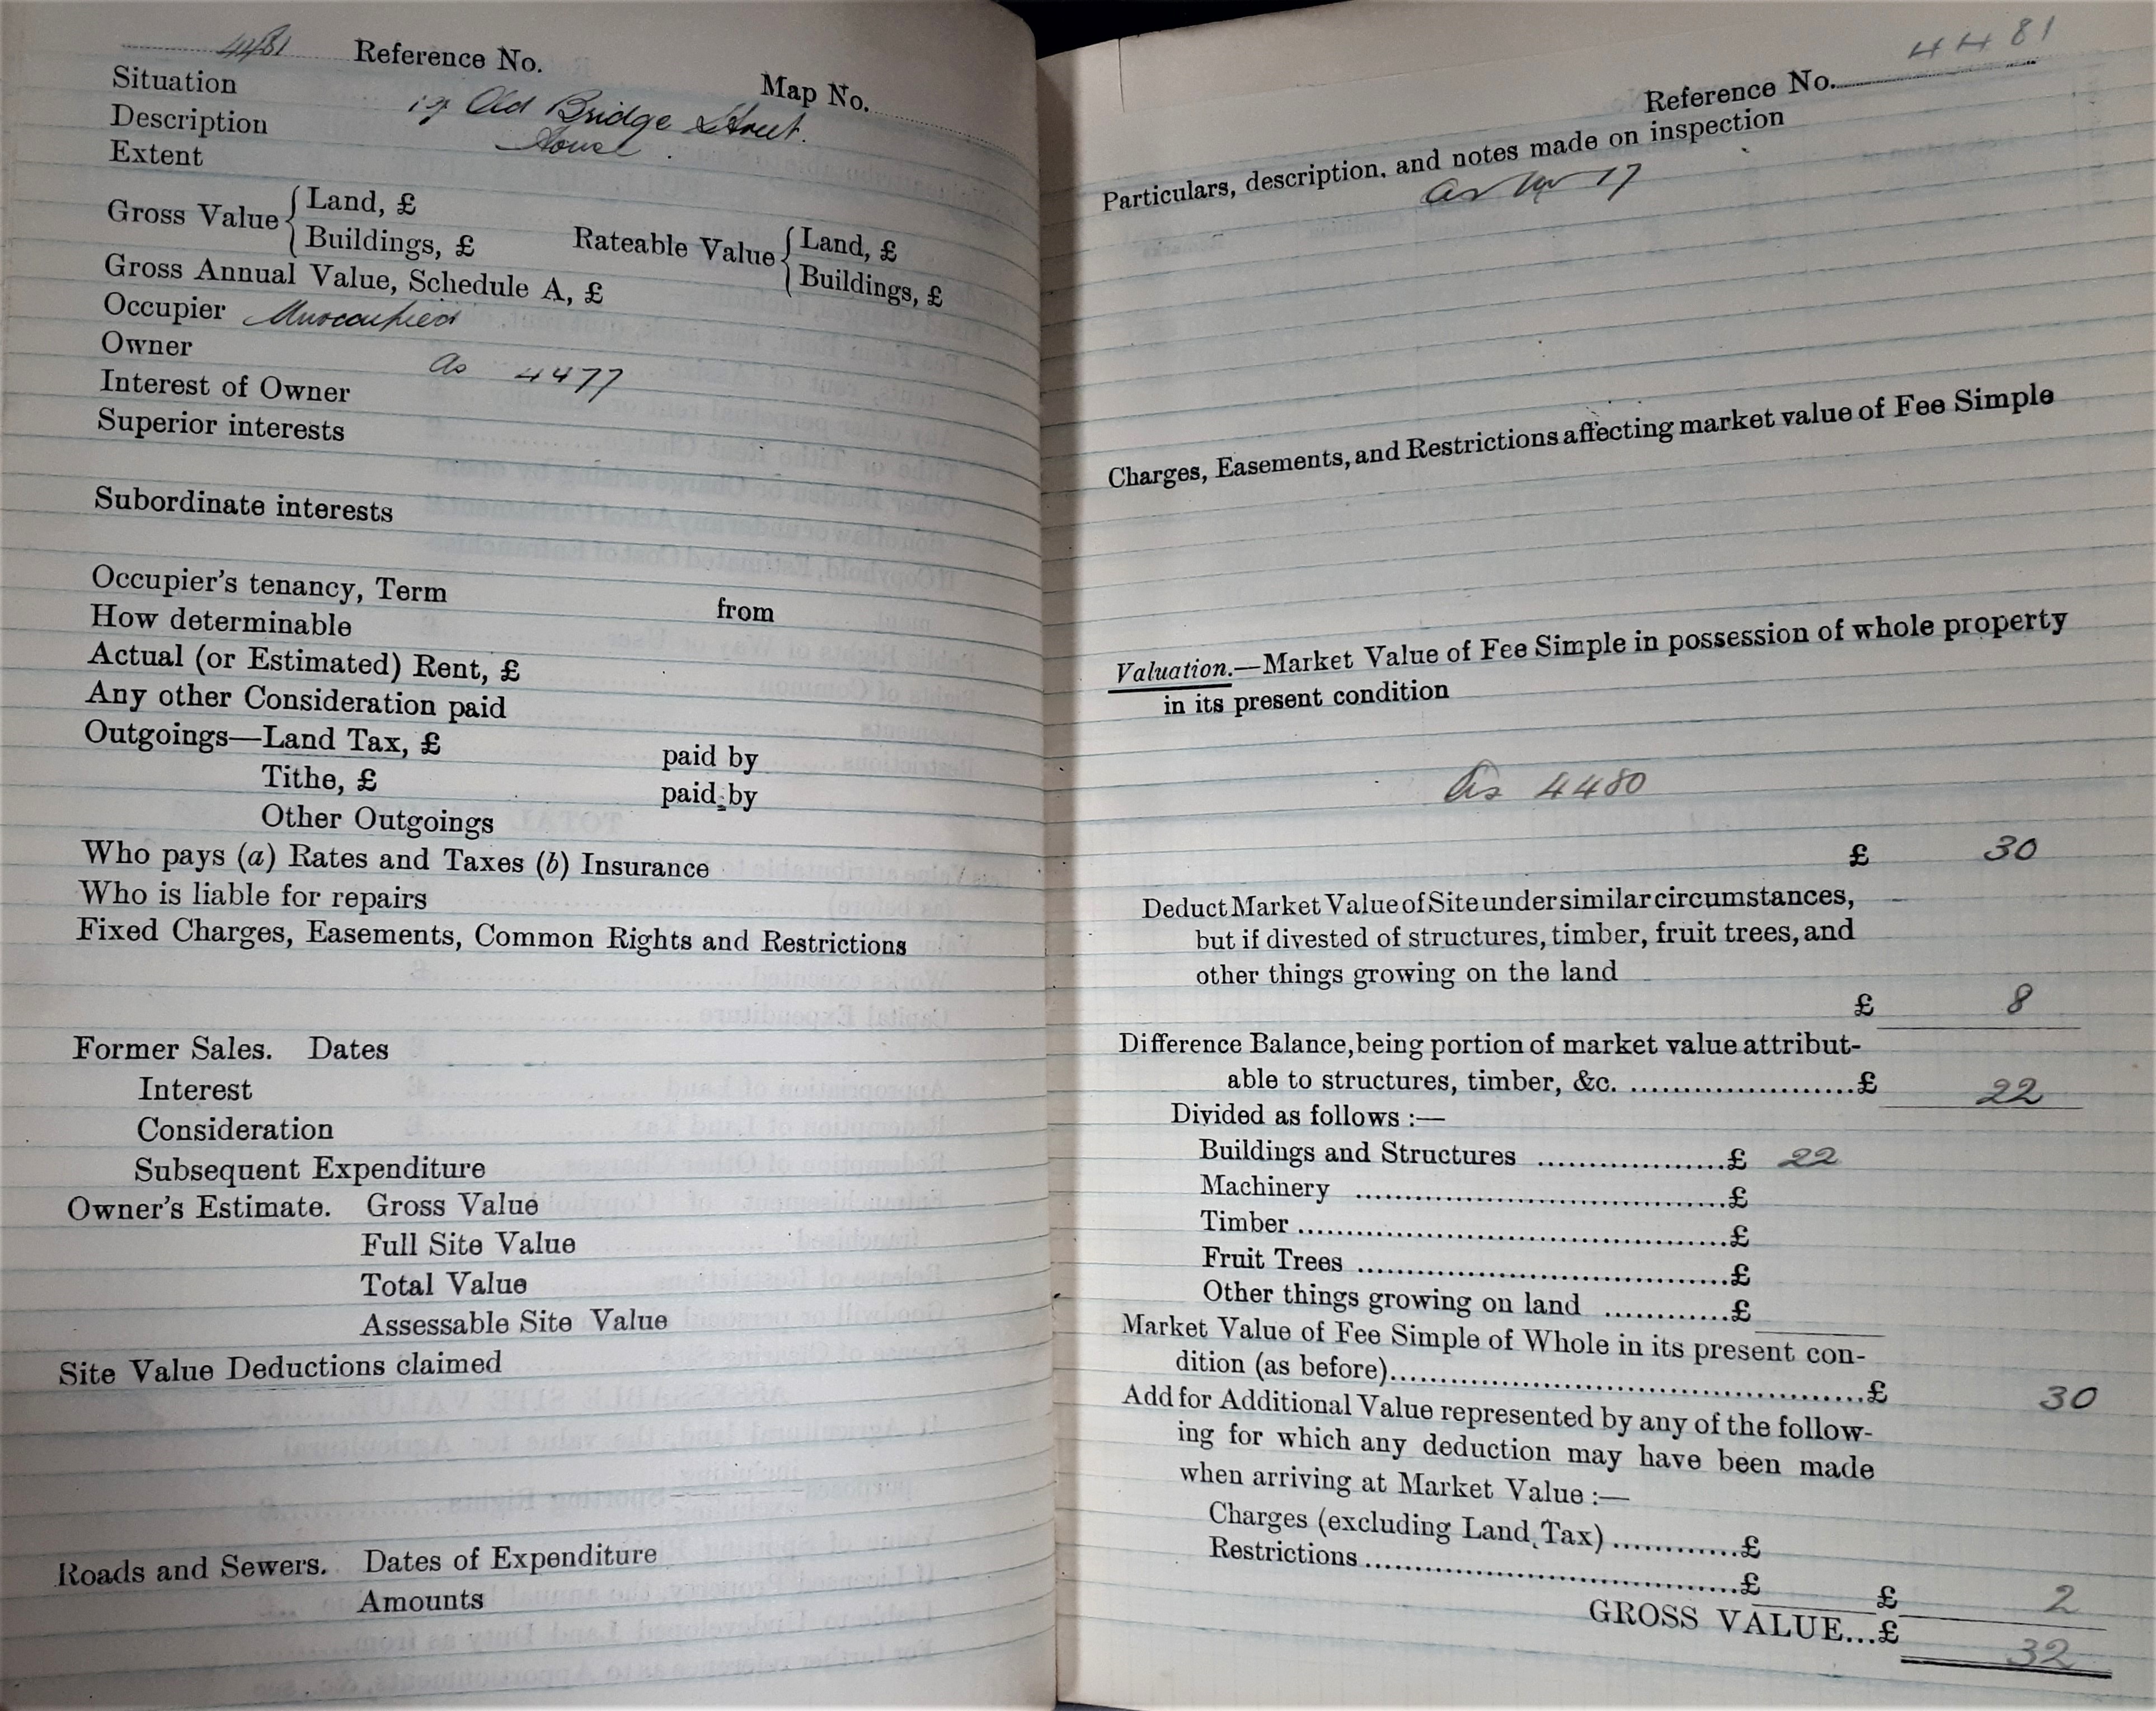 4481 Reference No. Map No.
Situation Old Bridge Street.
Description House.
Extent
Gross Value { Land, £
Buildings, £
Rateable Value { Land, £
Buildings, £
Gross Annual Value, Schedule A, £
Occupier Unoccupied
Owner
as 4477
Interest of Owner
Superior interests
Subordinate interests
Occupier's tenancy, Term from
How determinable
Actual (or Estimated) Rent, £
Any other Consideration paid
Outgoings—Land Tax, £ paid by
Tithe, £ paid by
Other Outgoings
Who pays (a) Rates and Taxes (b) Insurance
Who is liable for repairs
Fixed Charges, Easements, Common Rights and Restrictions
Former Sales. Dates
Interest
Consideration
Subsequent Expenditure
Owner's Estimate. Gross Value
Full Site Value
Total Value
Assessable Site Value
Site Value Deductions claimed
Roads and Sewers. Dates of Expenditure
Amounts
4481
Reference No.
Particulars, description, and notes made on inspection
as No 17
Charges, Easements, and Restrictions affecting market value of Fee Simple
Valuation.—Market Value of Fee Simple in possession of whole property
in its present condition
As 4480
£ 30
Deduct Market Value of Site under similar circumstances,
but if divested of structures, timber, fruit trees, and
other things growing on the land
£ 8
Difference Balance, being portion of market value attribut-
able to structures, timber, &c. ....................£ 22
Divided as follows :—
Buildings and Structures ..................£ 22
Machinery ....................................£
Timber .........................................£
Fruit Trees ....................................£
Other things growing on land ............£
Market Value of Fee Simple of Whole in its present con-
dition (as before)..............................................£ 30
Add for Additional Value represented by any of the follow-
ing for which any deduction may have been made
when arriving at Market Value :—
Charges (excluding Land Tax) ............£
Restrictions ...................................£ £ 2
GROSS VALUE...£ 32